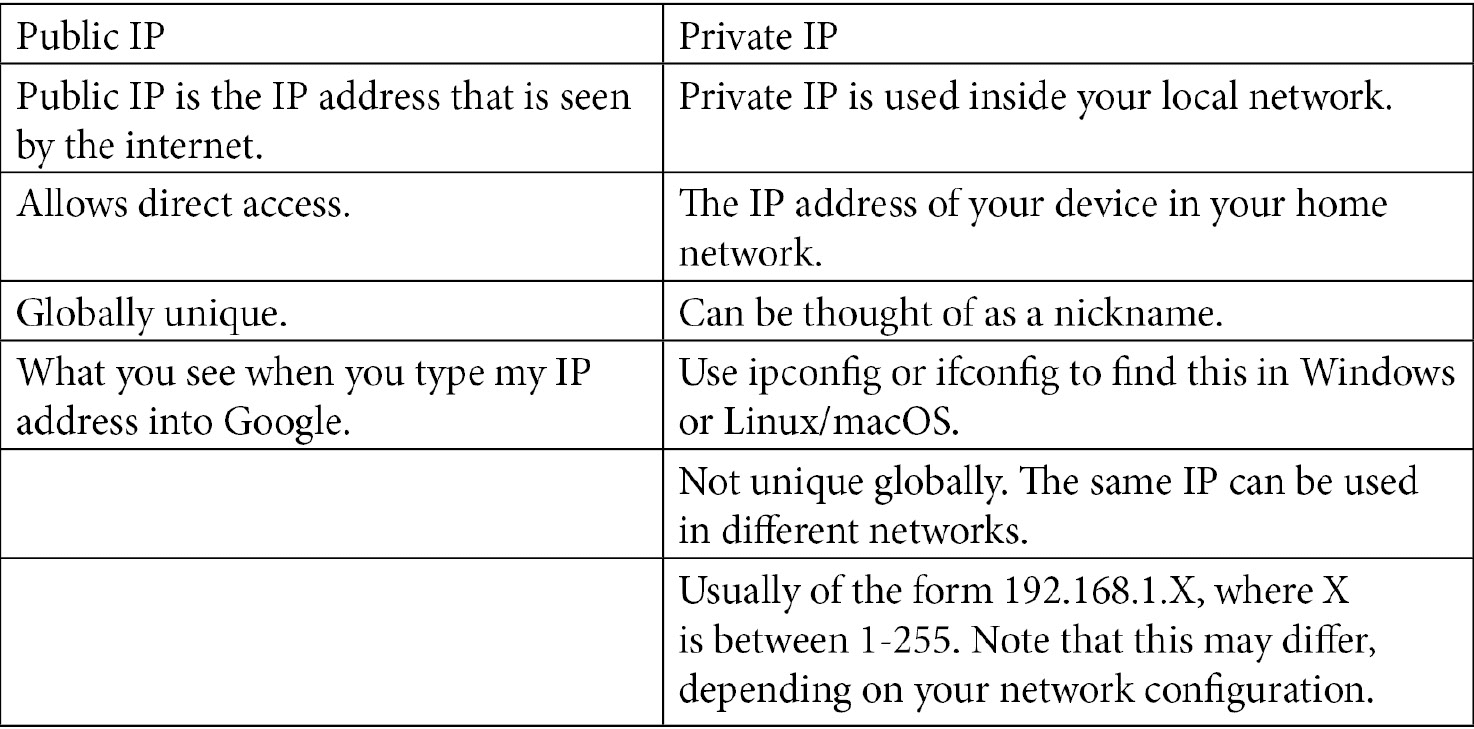 Public IP
Private IP
Public IP is the IP address that is seen
by the internet.
Private IP is used inside your local network.
Allows direct access.
The IP address of your device in your home
network.
Globally unique.
Can be thought of as a nickname.
What you see when you type my IP
address into Google.
Use ipconfig or ifconfig to find this in Windows
or Linux/macOS.
Not unique globally. The same IP can be used
in different networks.
Usually of the form 192.168.1.X, where X
is between 1-255. Note that this may differ,
depending on your network configuration.